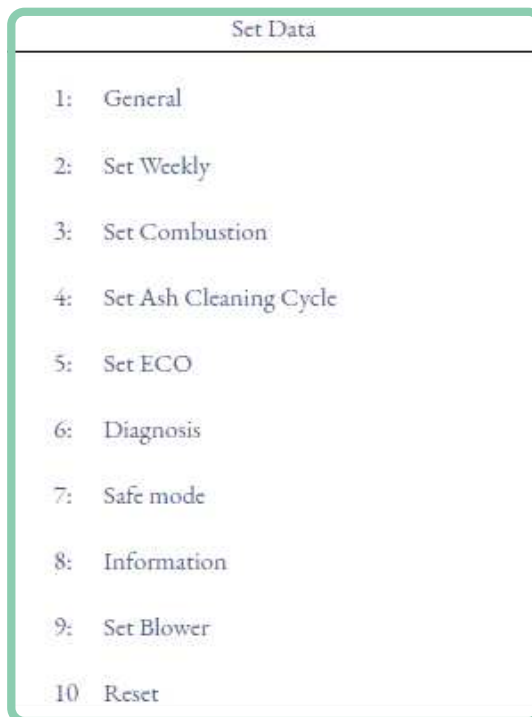 Set Data
1: General
2: Set Weekly
3: Set Combustion
4: Set Ash Cleaning Cycle
5: Set ECO
6: Diagnosis
7: Safe mode
8: Information
9: Set Blower
10 Reset